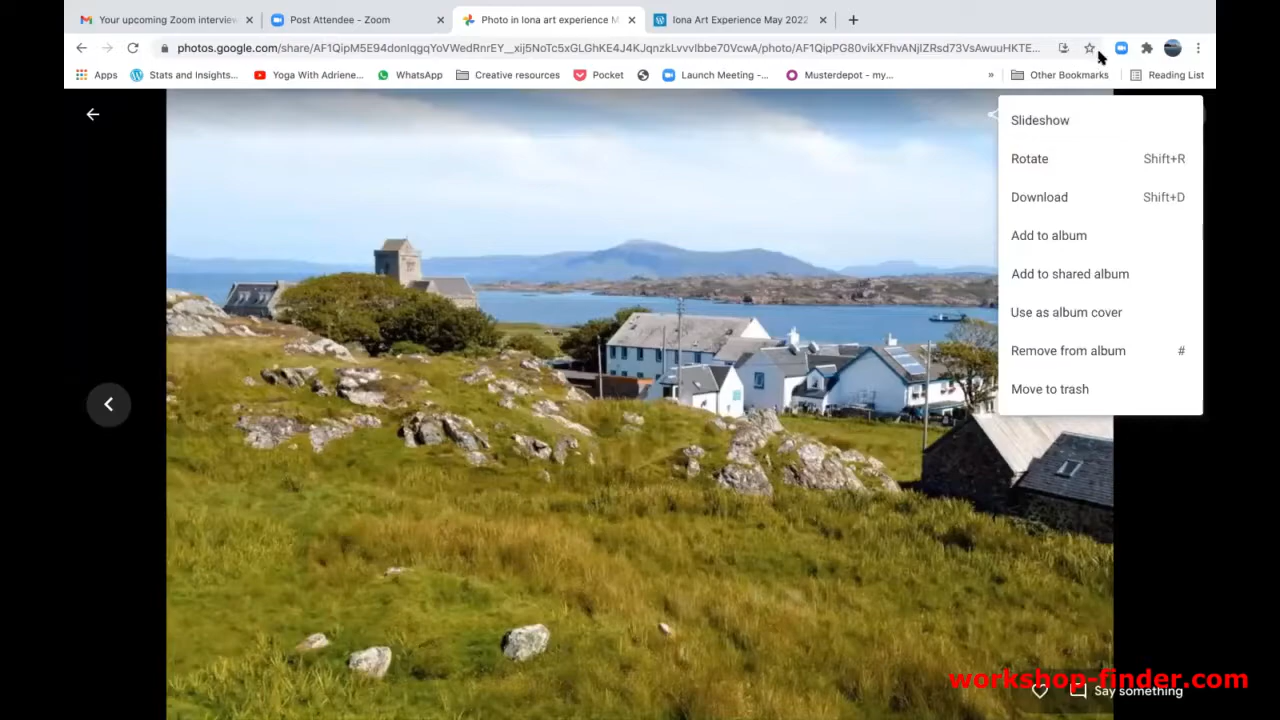 Your upcoming Zoom interview
Post Attendee - Zoom
Photo in Iona art experience M
Iona Art Experience May 2022
photos.google.com/share/AF1QipM5E94donIqgqYoVWedRnrEY__xij5NoTc5xGLGhKE4J4KJqnzkLvvvIbbe70VcwA/photo/AF1QipPG80vikXFhvANjIZRsd73VsAwuuHKTE...
Apps
Stats and Insights...
Yoga With Adriene...
WhatsApp
Creative resources
Pocket
Launch Meeting -...
Musterdepot - my...
»
Other Bookmarks
Reading List
Slideshow
Rotate Shift+R
Download Shift+D
Add to album
Add to shared album
Use as album cover
Remove from album #
Move to trash
workshop-finder.com
Say something